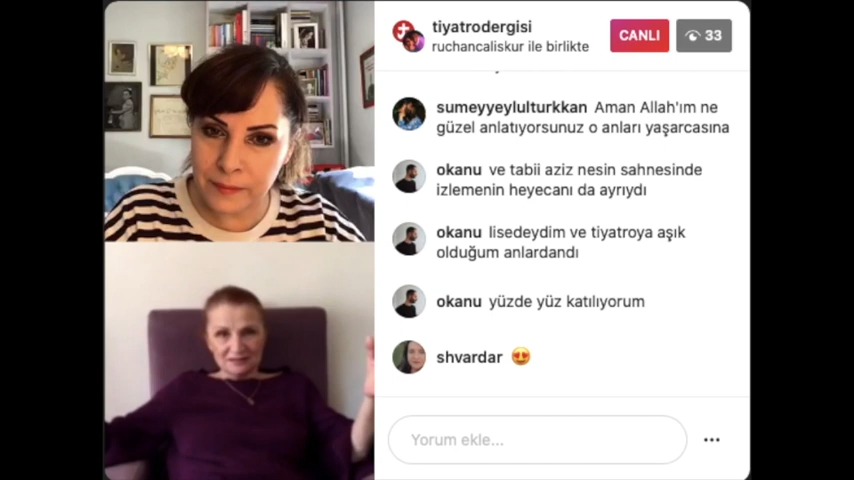 tiyatrodergisi
ruchancaliskur ile birlikte
CANLI
33
sumeyyeylulturkkan Aman Allah'ım ne
güzel anlatıyorsunuz o anları yaşarcasına
okanu ve tabii aziz nesin sahnesinde
izlemenin heyecanı da ayrıydı
okanu lisedeydim ve tiyatroya aşık
olduğum anlardandı
okanu yüzde yüz katılıyorum
shvardar 😍
Yorum ekle...